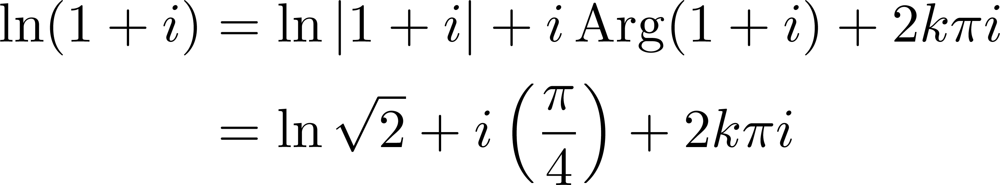 ln(1 + i) = ln |1 + i| + i Arg(1 + i) + 2kπi
= ln √2 + i (π/4) + 2kπi